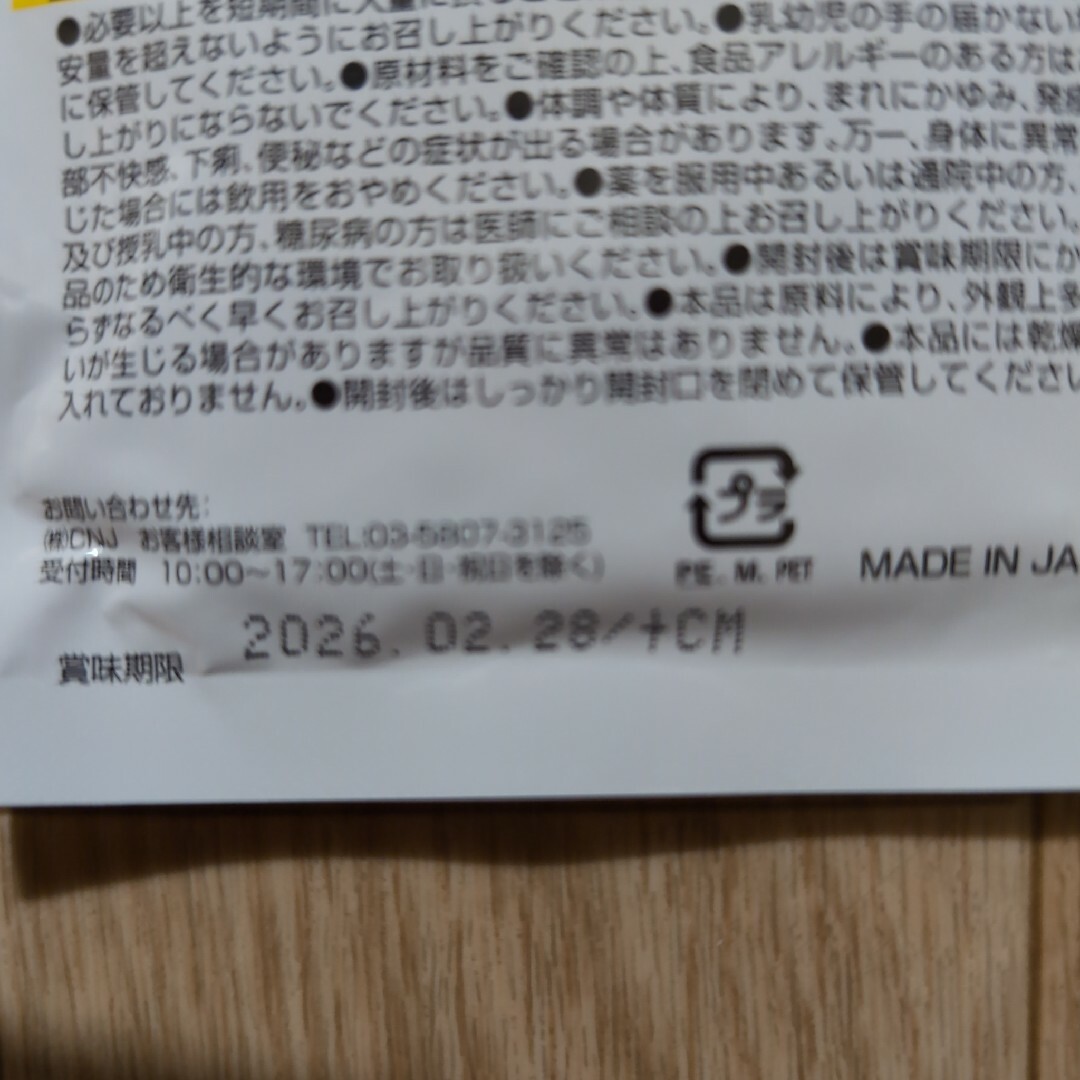 ●必要以上を短期間に大量に
安量を超えないようにお召し上がりください。●乳幼児の手の届かない
に保管してください。●原材料をご確認の上、食品アレルギーのある方は
し上がりにならないでください。●体調や体質により、まれにかゆみ、発
部不快感、下痢、便秘などの症状が出る場合があります。万一、身体に異常
じた場合には飲用をおやめください。●薬を服用中あるいは通院中の方、
及び授乳中の方、糖尿病の方は医師にご相談の上お召し上がりください。
品のため衛生的な環境でお取り扱いください。●開封後は賞味期限にか
らずなるべく早くお召し上がりください。●本品は原料により、外観上多
いが生じる場合がありますが品質に異常はありません。●本品には乾燥
入れておりません。●開封後はしっかり開封口を閉めて保管してくださ
お問い合わせ先:
㈱CNJ お客様相談室 TEL:03-5807-3125
受付時間 10:00〜17:00(土・日・祝日を除く)
プラ
PE. M. PET
MADE IN JA
賞味期限 2026.02.28/+CM